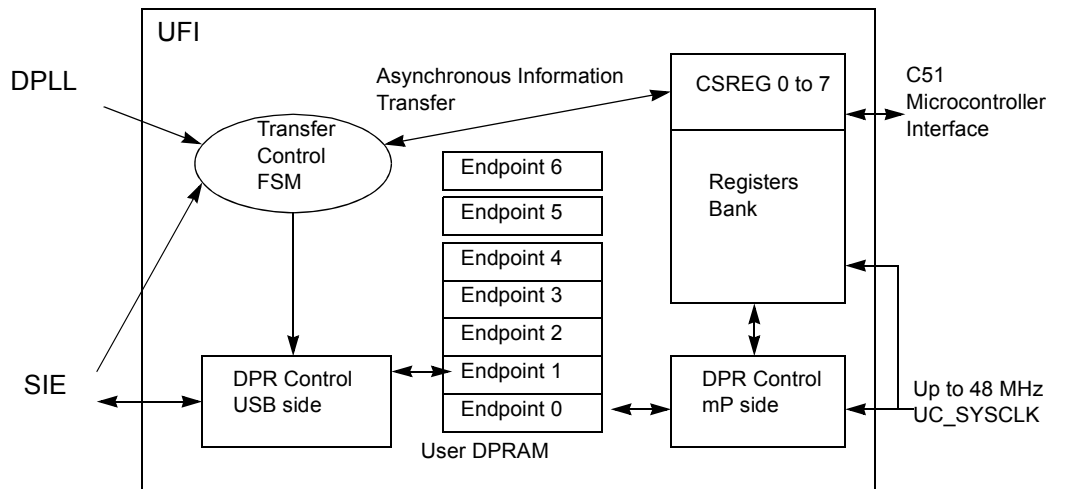 UFI
DPLL
Asynchronous Information
Transfer
CSREG 0 to 7
C51
Microcontroller
Interface
Transfer
Control
FSM
Endpoint 6
Registers
Bank
Endpoint 5
Endpoint 4
Endpoint 3
Endpoint 2
Endpoint 1
Endpoint 0
SIE
DPR Control
USB side
DPR Control
mP side
Up to 48 MHz
UC_SYSCLK
User DPRAM